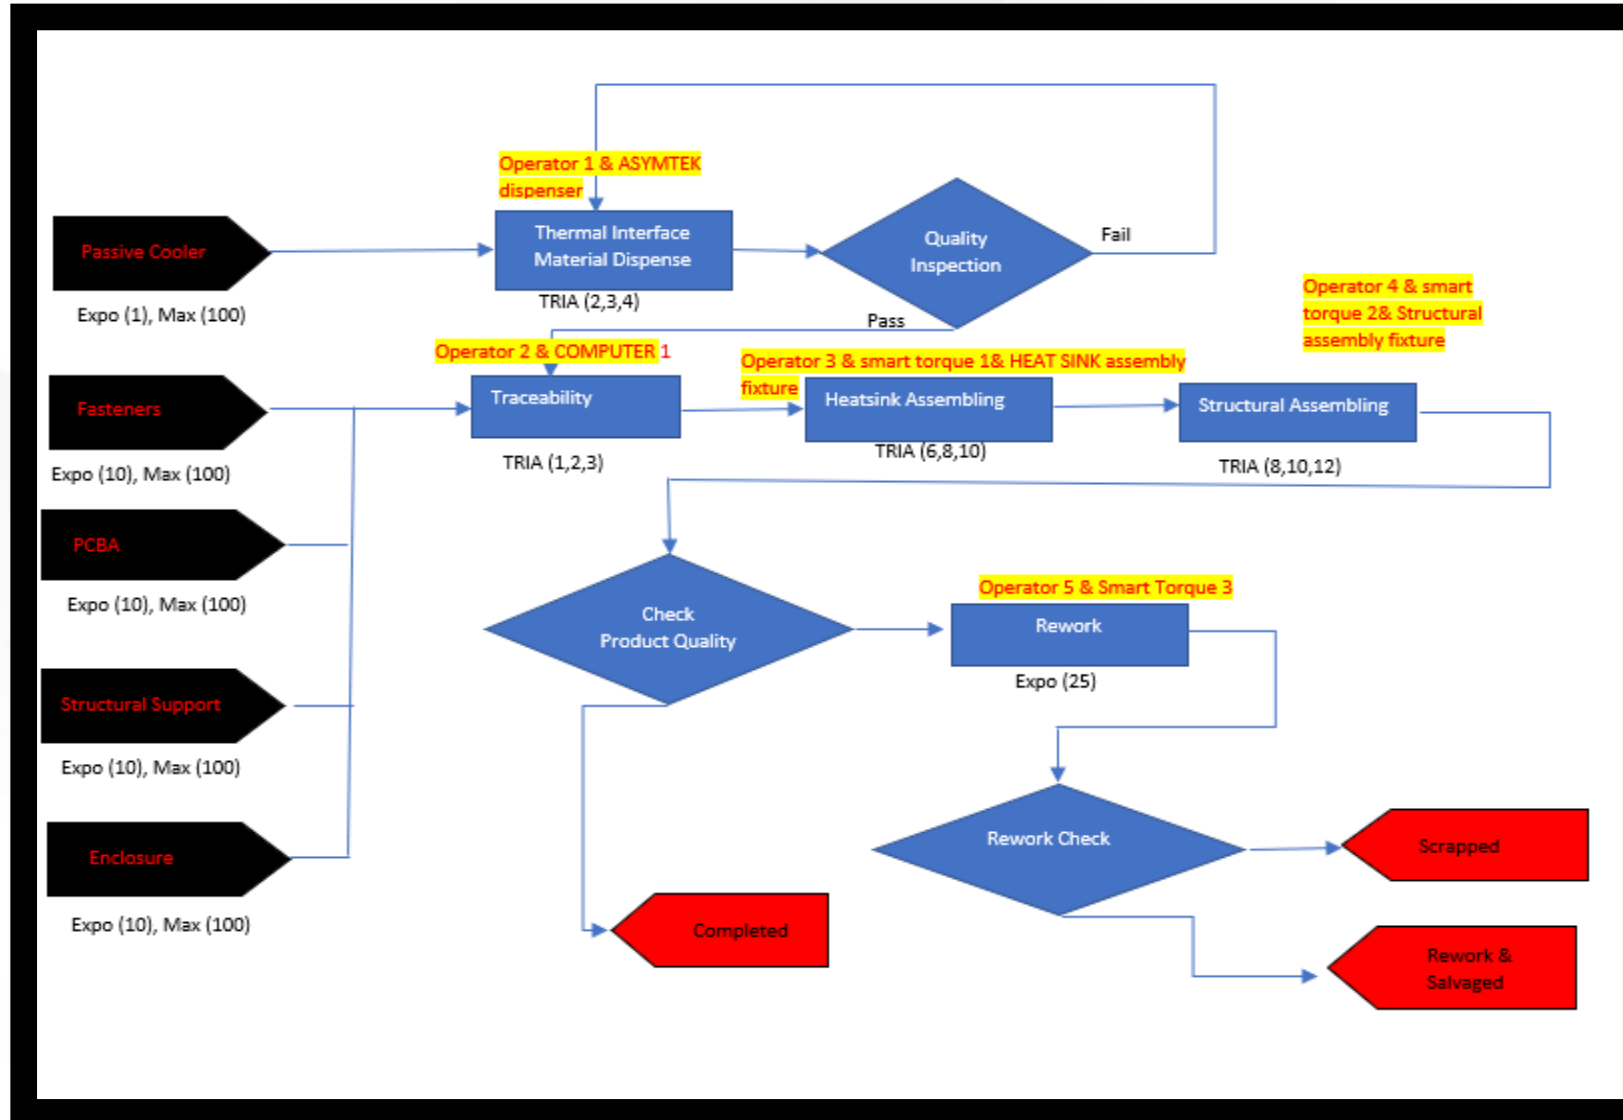 Operator 1 & ASYMTEK
dispenser
Passive Cooler
Expo (1), Max (100)
Thermal Interface
Material Dispense
TRIA (2,3,4)
Quality
Inspection
Fail
Pass
Operator 2 & COMPUTER 1
Operator 3 & smart torque 1& HEAT SINK assembly
fixture
Operator 4 & smart
torque 2& Structural
assembly fixture
Fasteners
Expo (10), Max (100)
Traceability
TRIA (1,2,3)
Heatsink Assembling
TRIA (6,8,10)
Structural Assembling
TRIA (8,10,12)
PCBA
Expo (10), Max (100)
Structural Support
Expo (10), Max (100)
Enclosure
Expo (10), Max (100)
Check
Product Quality
Operator 5 & Smart Torque 3
Rework
Expo (25)
Rework Check
Scrapped
Completed
Rework &
Salvaged